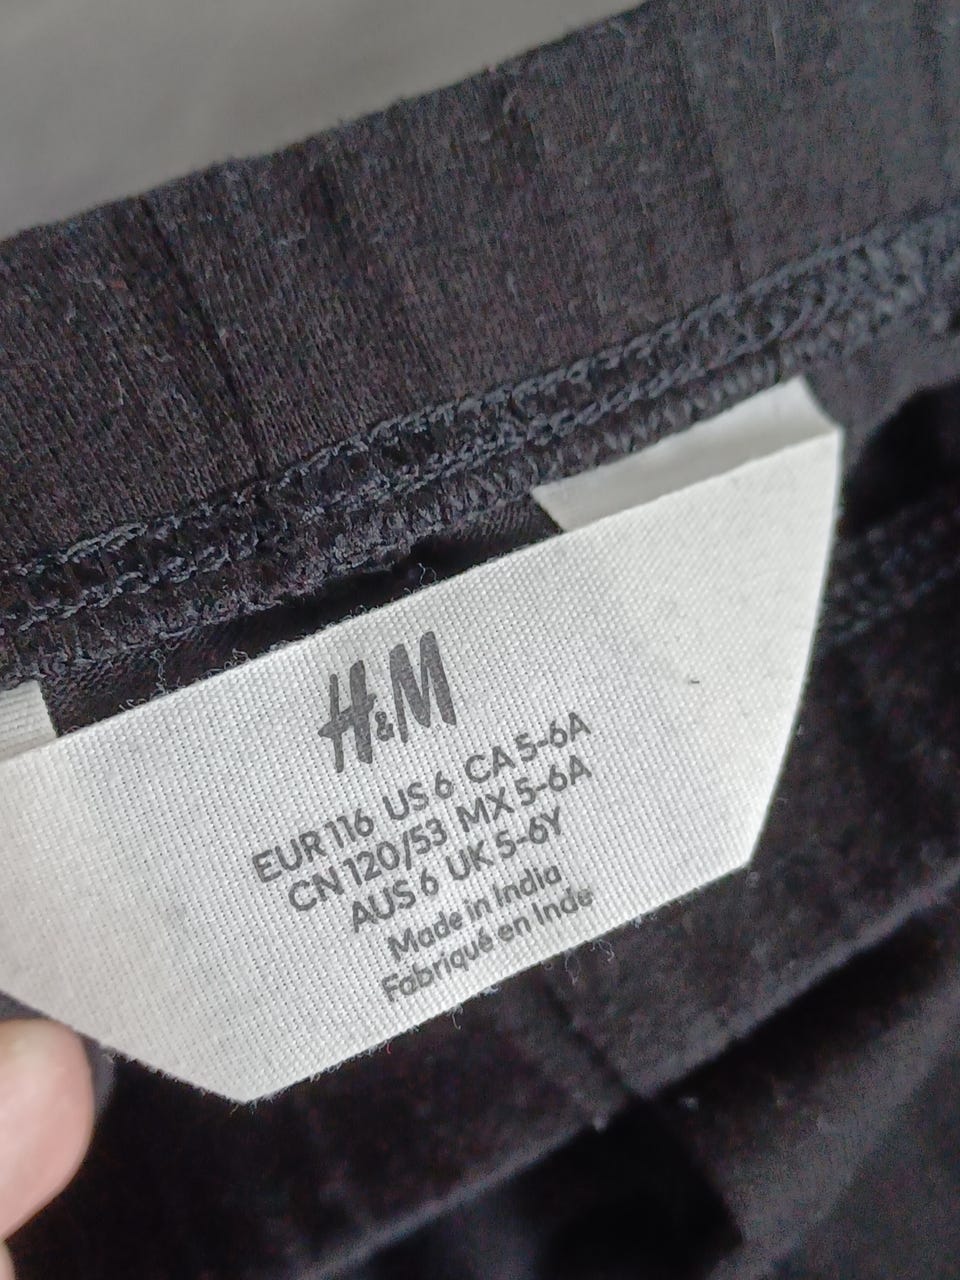 H&M
EUR 116 US 6 CA 5-6A
CN 120/53 MX 5-6A
AUS 6 UK 5-6Y
Made in India
Fabriqué en Inde